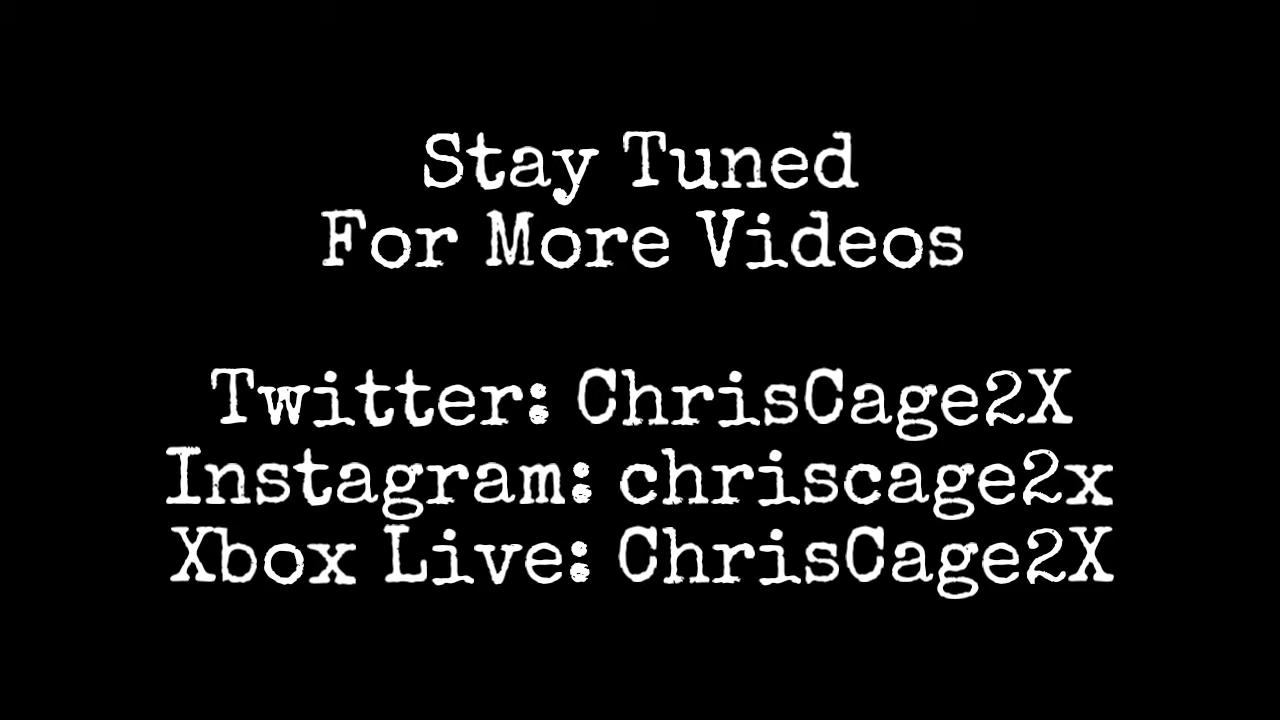 Stay Tuned
For More Videos
Twitter: ChrisCage2X
Instagram: chriscage2x
Xbox Live: ChrisCage2X